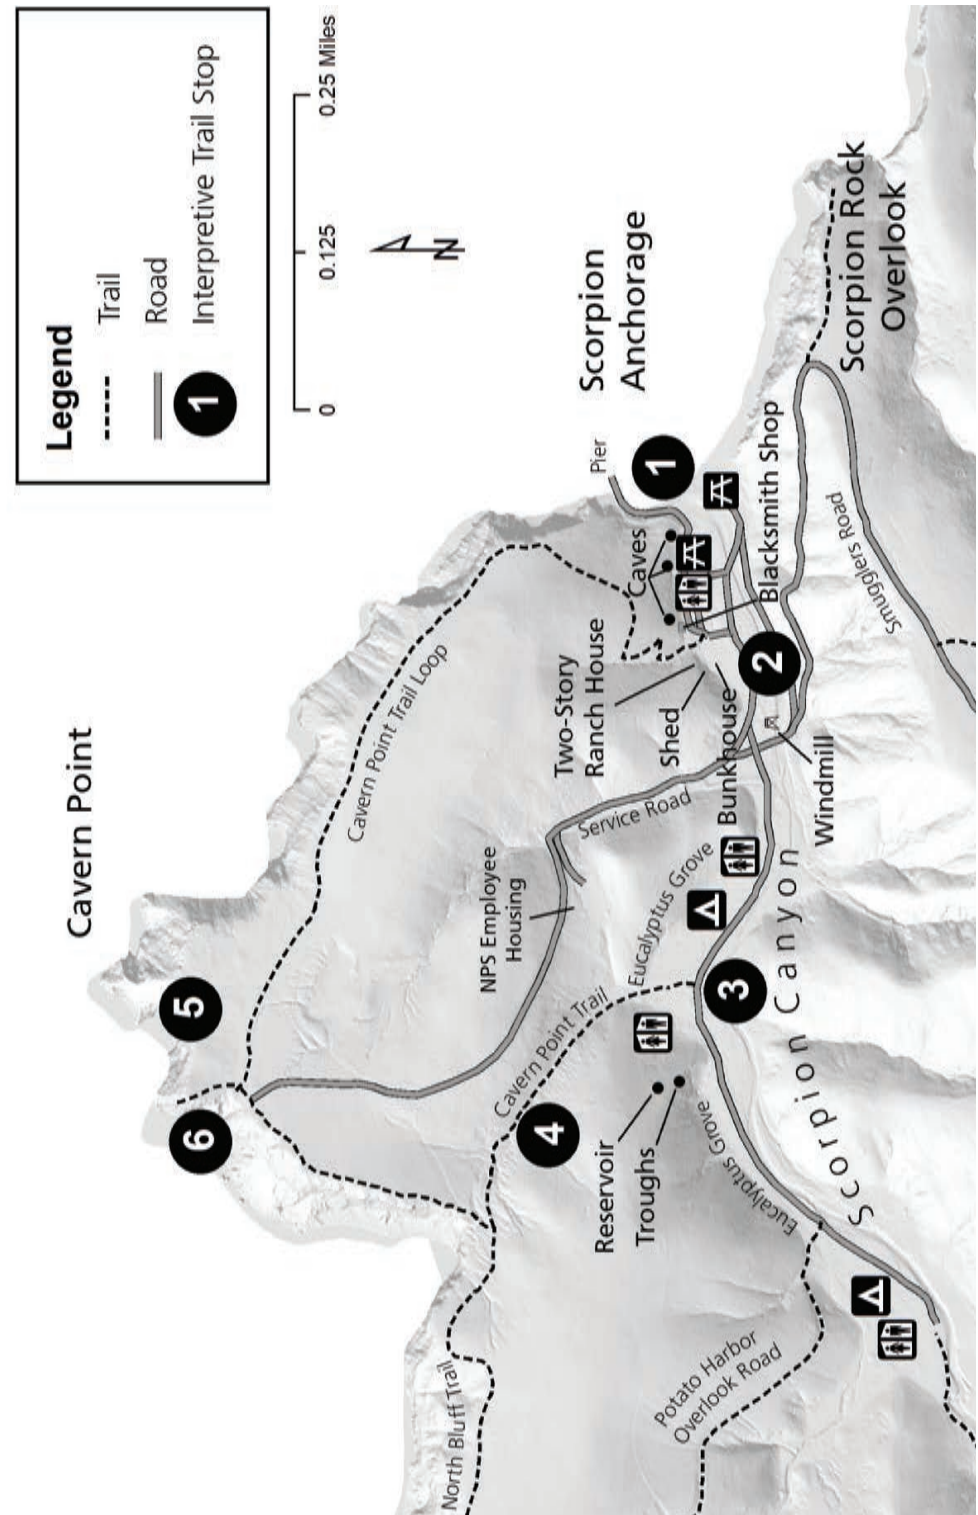 Legend
Trail
Road
1 Interpretive Trail Stop
0 0.125 0.25 Miles
N
Cavern Point
5
6
Cavern Point Trail Loop
Scorpion
Anchorage
Pier
1
Caves
Two-Story
Ranch House
Shed
Bunkhouse
Blacksmith Shop
2
Windmill
Scorpion Rock
Overlook
Smugglers Road
Service Road
NPS Employee
Housing
Eucalyptus Grove
3
Cavern Point Trail
4
Reservoir
Troughs
Eucalyptus Grove
Scorpion Canyon
North Bluff Trail
Potato Harbor
Overlook Road